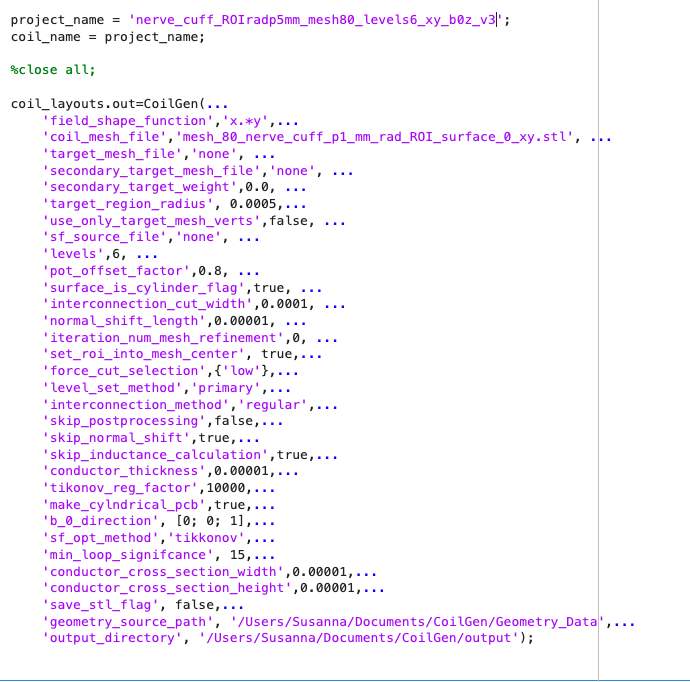 project_name = 'nerve_cuff_ROIradp5mm_mesh80_levels6_xy_b0z_v3';
coil_name = project_name;
%close all;
coil_layouts.out=CoilGen(...
'field_shape_function','x.*y',...
'coil_mesh_file','mesh_80_nerve_cuff_p1_mm_rad_ROI_surface_0_xy.stl', ...
'target_mesh_file','none', ...
'secondary_target_mesh_file','none', ...
'secondary_target_weight',0.0, ...
'target_region_radius', 0.0005,...
'use_only_target_mesh_verts',false, ...
'sf_source_file','none', ...
'levels',6, ...
'pot_offset_factor',0.8, ...
'surface_is_cylinder_flag',true, ...
'interconnection_cut_width',0.0001, ...
'normal_shift_length',0.00001, ...
'iteration_num_mesh_refinement',0, ...
'set_roi_into_mesh_center', true,...
'force_cut_selection',{'low'},...
'level_set_method','primary',...
'interconnection_method','regular',...
'skip_postprocessing',false,...
'skip_normal_shift',true,...
'skip_inductance_calculation',true,...
'conductor_thickness',0.00001,...
'tikonov_reg_factor',10000,...
'make_cylndrical_pcb',true,...
'b_0_direction', [0; 0; 1],...
'sf_opt_method','tikkonov',...
'min_loop_signifcance', 15,...
'conductor_cross_section_width',0.00001,...
'conductor_cross_section_height',0.00001,...
'save_stl_flag', false,...
'geometry_source_path', '/Users/Susanna/Documents/CoilGen/Geometry_Data',...
'output_directory', '/Users/Susanna/Documents/CoilGen/output');